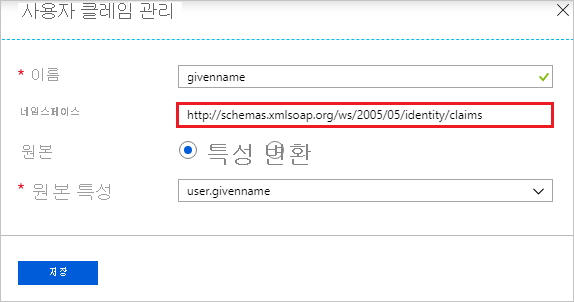 사용자 클레임 관리
* 이름
givenname
네임스페이스
http://schemas.xmlsoap.org/ws/2005/05/identity/claims
원본
특성 변환
* 원본 특성
user.givenname
저장